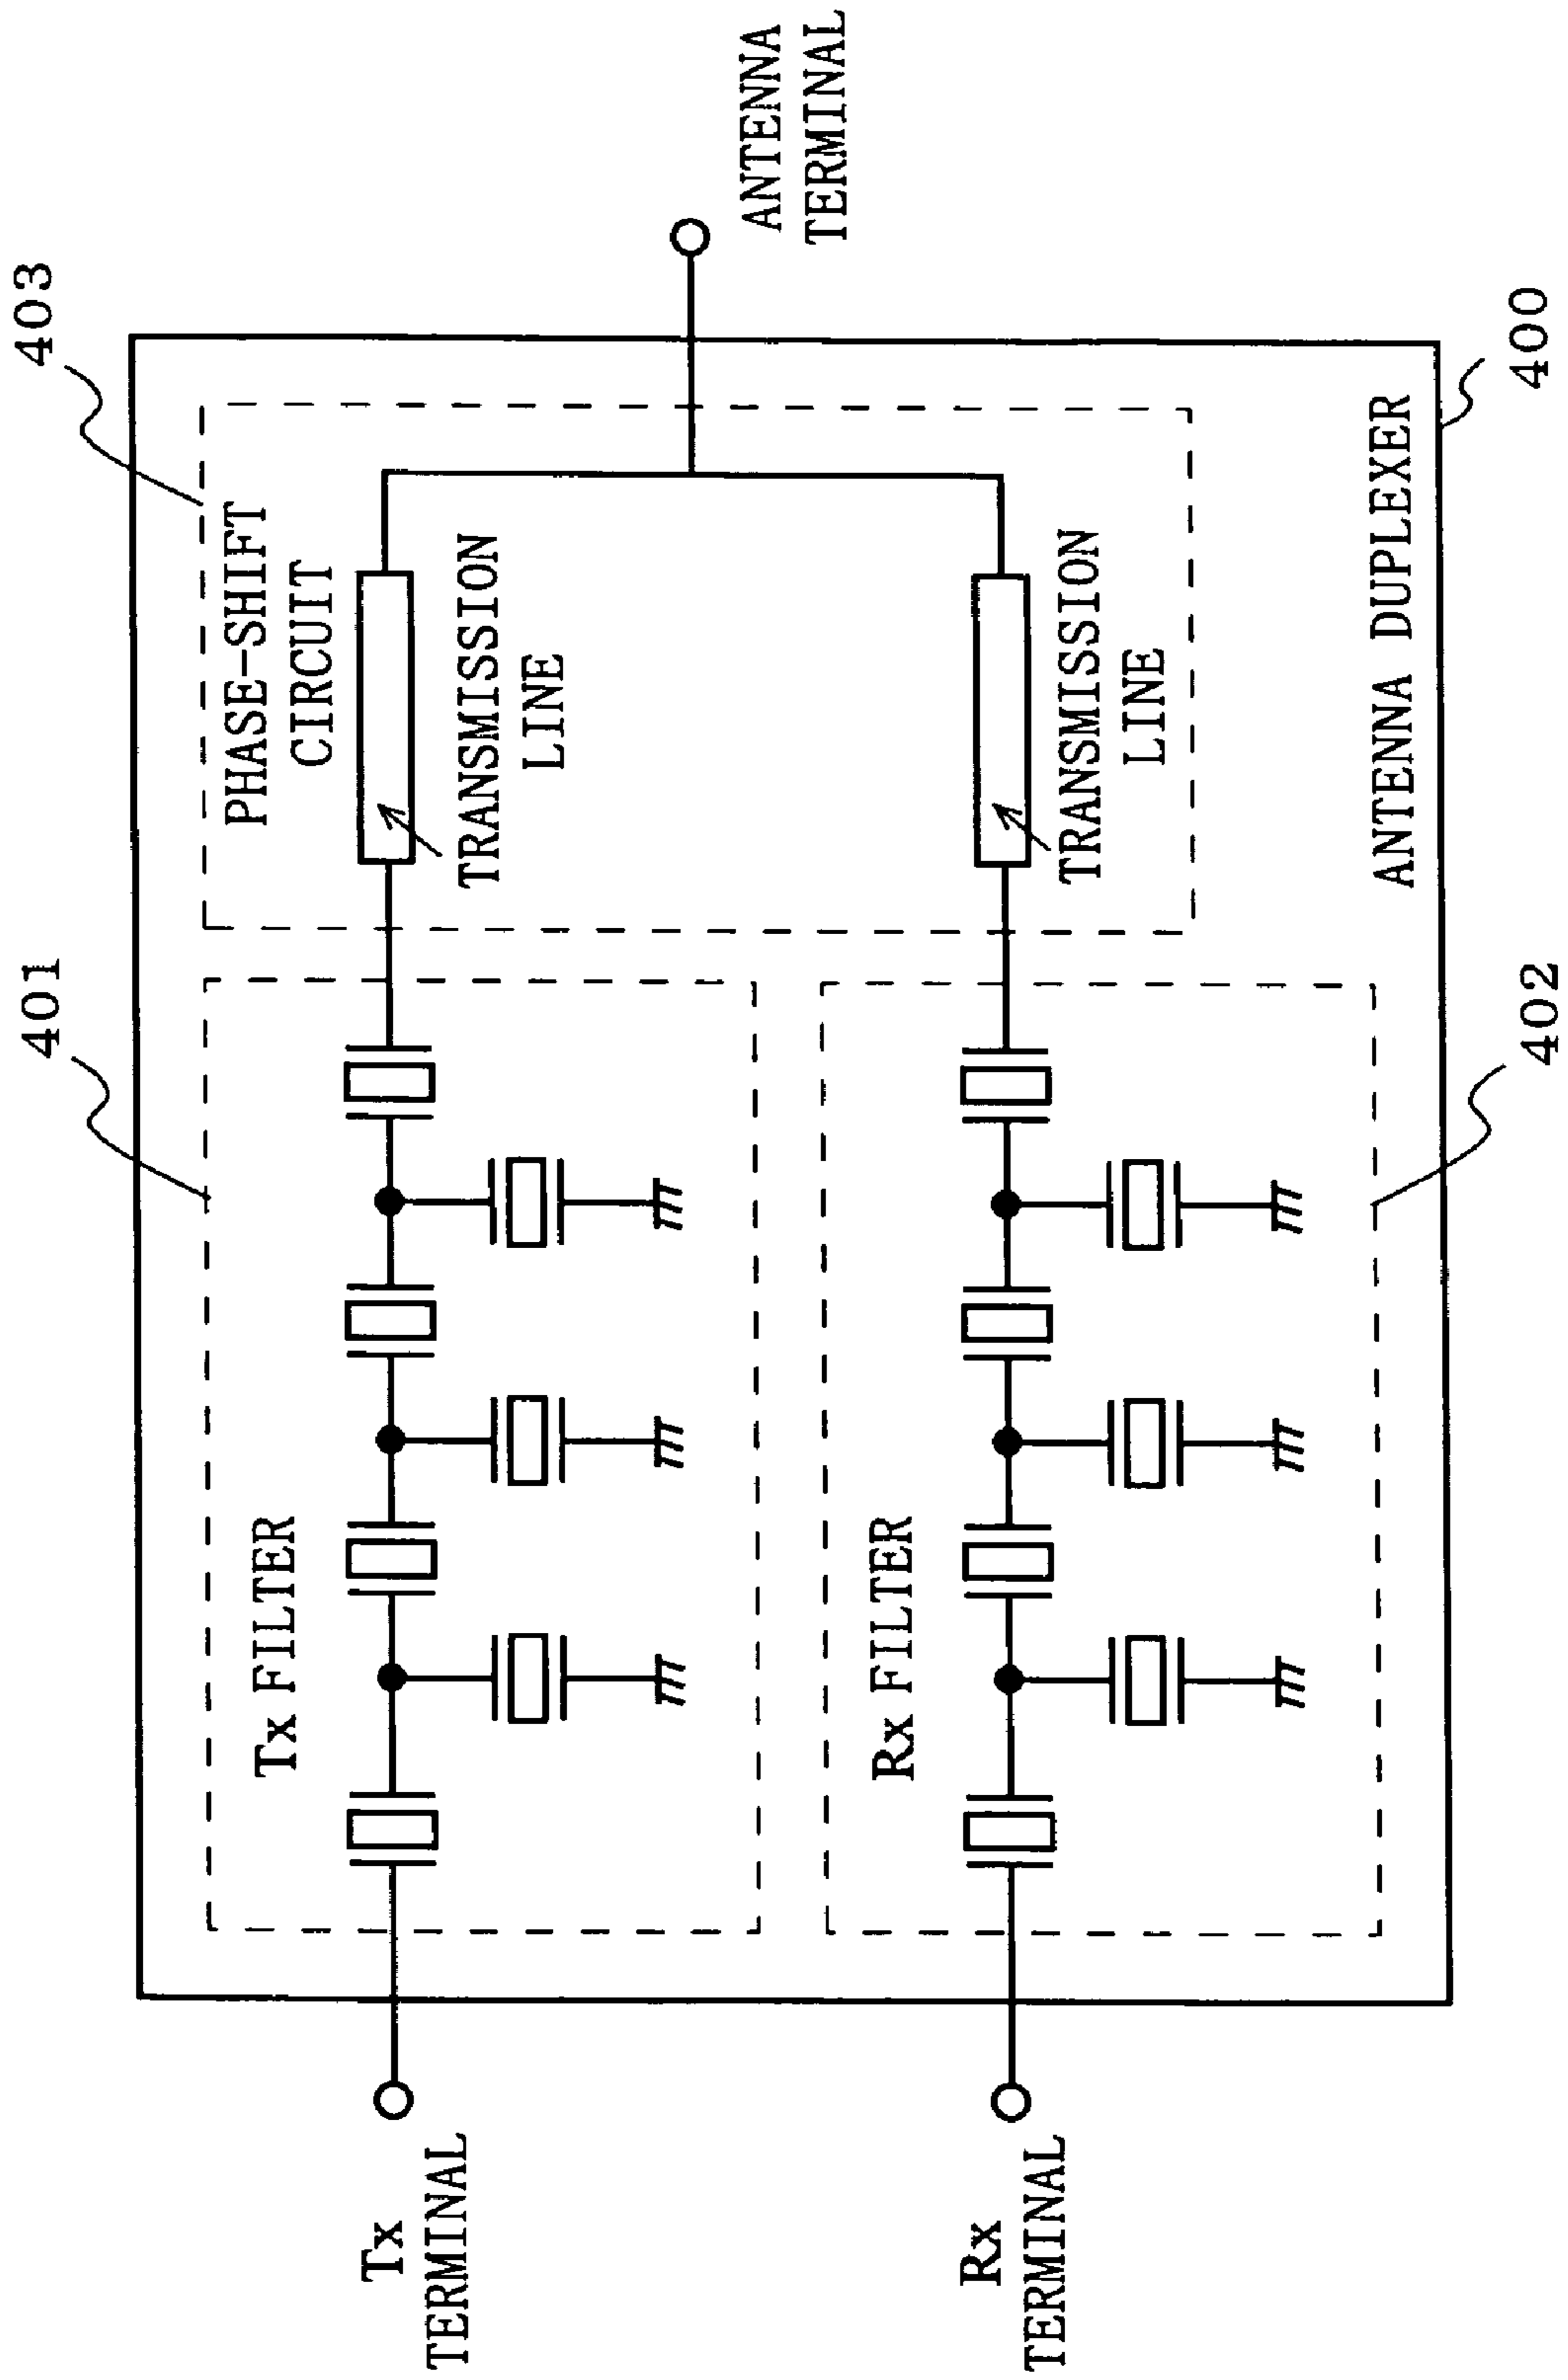 403
401
PHASE-SHIFT
CIRCUIT
Tx FILTER
TRANSMISSION
LINE
Tx
TERMINAL
ANTENNA
TERMINAL
Rx FILTER
TRANSMISSION
LINE
Rx
TERMINAL
ANTENNA DUPLEXER
402
400